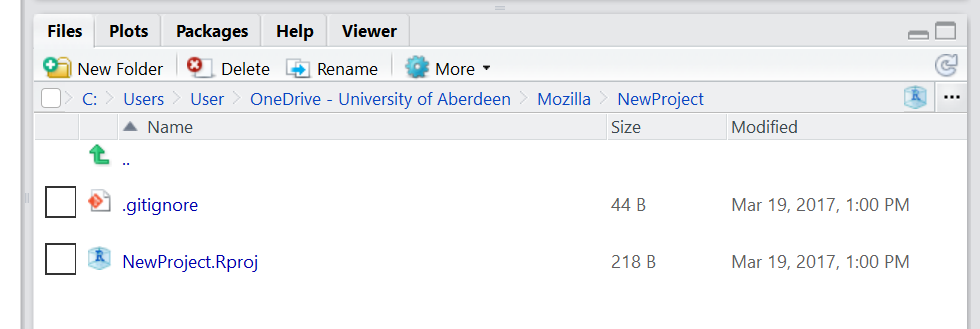 Files Plots Packages Help Viewer
New Folder Delete Rename More
C: Users User OneDrive - University of Aberdeen Mozilla NewProject R ...
Name Size Modified
..
.gitignore 44 B Mar 19, 2017, 1:00 PM
R NewProject.Rproj 218 B Mar 19, 2017, 1:00 PM